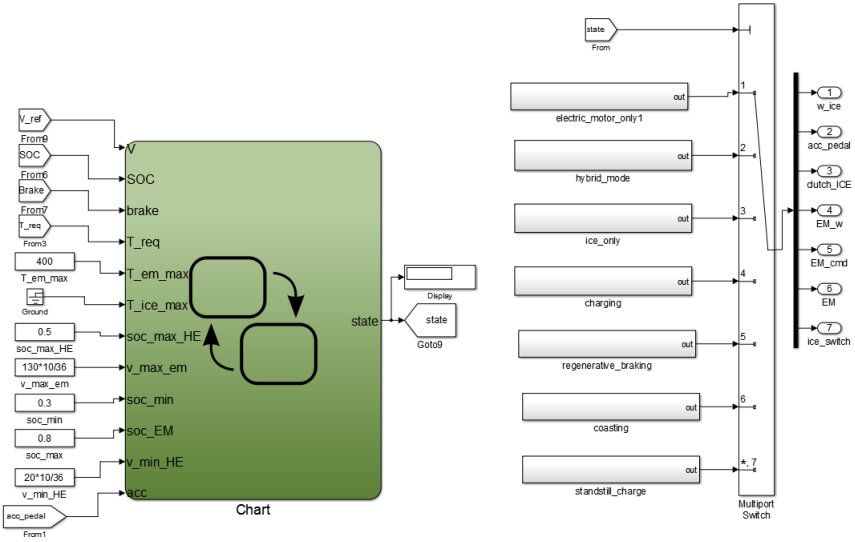 V_ref
From9
SOC
From6
Brake
From7
T_req
From3
400
T_em_max
Ground
0.5
soc_max_HE
130*10/36
v_max_em
0.3
soc_min
0.8
soc_max
20*10/36
v_min_HE
acc_pedal
From1
V
SOC
brake
T_req
T_em_max
T_ice_max
soc_max_HE
v_max_em
soc_min
soc_EM
v_min_HE
acc
state
Chart
Display
state
Goto9
state
From
out
electric_motor_only1
out
hybrid_mode
out
ice_only
out
charging
out
regenerative_braking
out
coasting
out
standstill_charge
1
2
3
4
5
6
*, 7
Multiport
Switch
1
w_ice
2
acc_pedal
3
clutch_ICE
4
EM_w
5
EM_cmd
6
EM
7
ice_switch